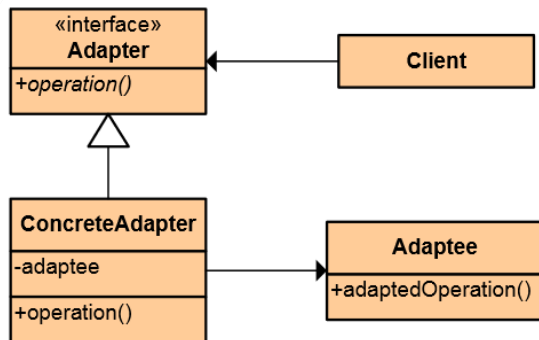 «interface»
Adapter
+operation()
Client
ConcreteAdapter
-adaptee
+operation()
Adaptee
+adaptedOperation()